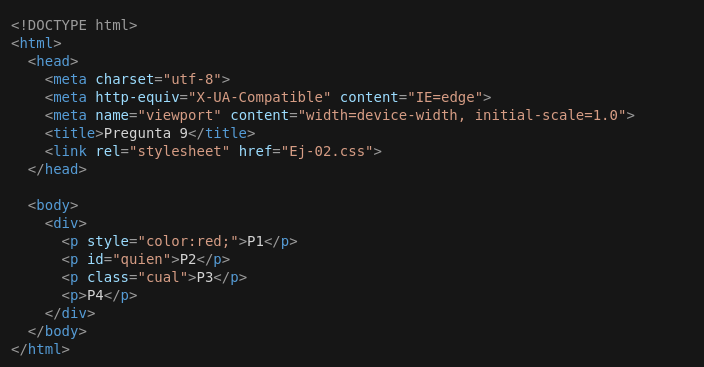 <!DOCTYPE html>
<html>
  <head>
    <meta charset="utf-8">
    <meta http-equiv="X-UA-Compatible" content="IE=edge">
    <meta name="viewport" content="width=device-width, initial-scale=1.0">
    <title>Pregunta 9</title>
    <link rel="stylesheet" href="Ej-02.css">
  </head>

  <body>
    <div>
      <p style="color:red;">P1</p>
      <p id="quien">P2</p>
      <p class="cual">P3</p>
      <p>P4</p>
    </div>
  </body>
</html>